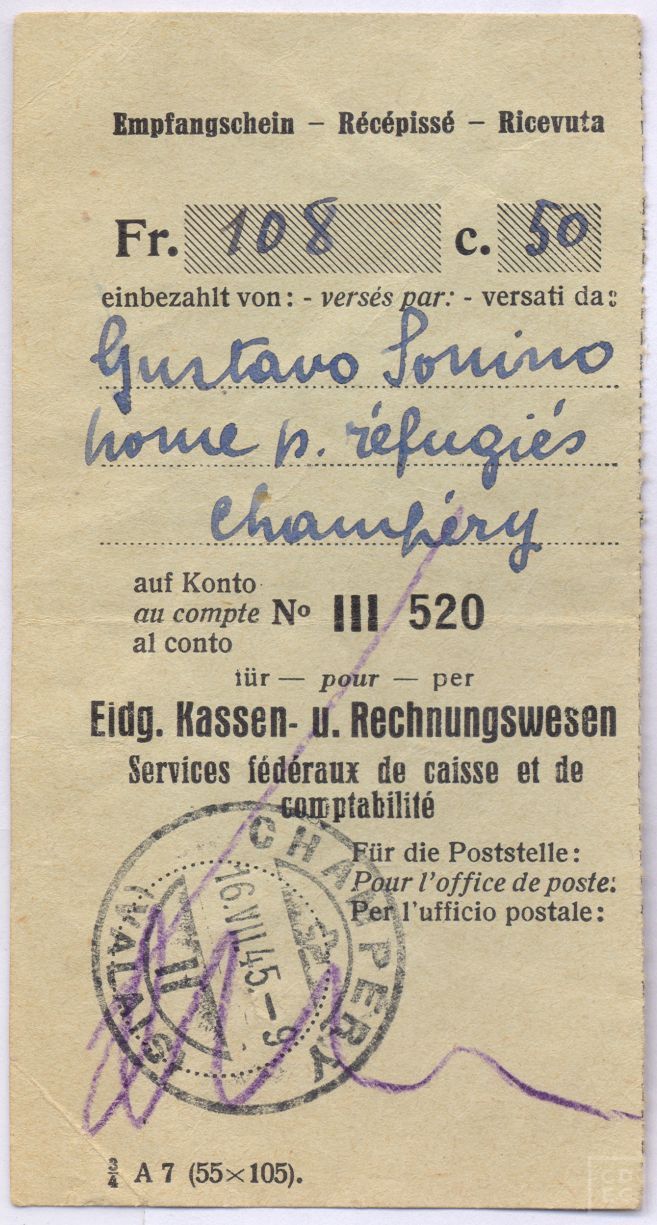 Empfangschein – Récépissé – Ricevuta
Fr. 108 c. 50
einbezahlt von: - versés par: - versati da:
Gustavo Sonino
home p. réfugiés
Champéry
auf Konto
au compte No III 520
al conto
für — pour — per
Eidg. Kassen- u. Rechnungswesen
Services fédéraux de caisse et de
comptabilité
Für die Poststelle:
Pour l'office de poste:
Per l'ufficio postale:
CHAMPÉRY
16.VII.45.–9
II
(VALAIS)
3/4 A 7 (55×105).
CDEC